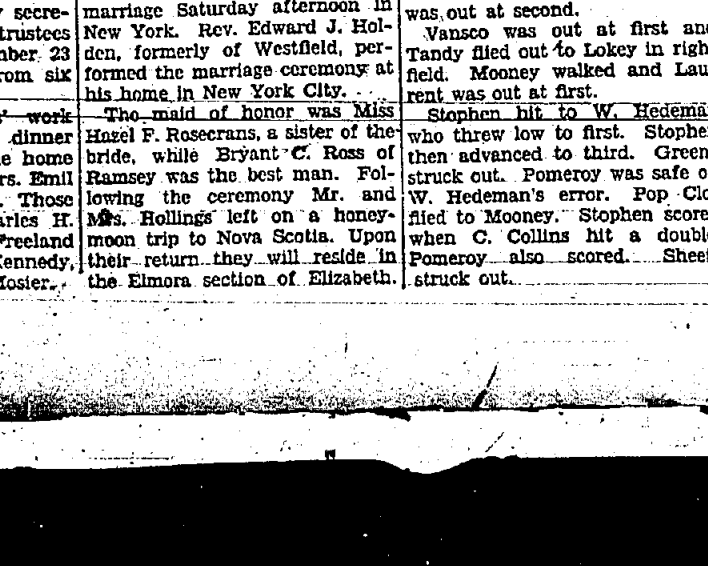 secre-
trustees
ber 23
rom six
work
dinner
e home
rs. Emil
Those
arles H.
Freeland
Kennedy,
Mosier.
marriage Saturday afternoon in
New York. Rev. Edward J. Hol-
den, formerly of Westfield, per-
formed the marriage ceremony at
his home in New York City.
The maid of honor was Miss
Hazel F. Rosecrans, a sister of the
bride, while Bryant C. Ross of
Ramsey was the best man. Fol-
lowing the ceremony Mr. and
Mrs. Hollings left on a honey-
moon trip to Nova Scotia. Upon
their return they will reside in
the Elmora section of Elizabeth.
was out at second.
Vansco was out at first and
Tandy flied out to Lokey in righ
field. Mooney walked and Lau
rent was out at first.
Stephen hit to W. Hedema
who threw low to first. Stephe
then advanced to third. Green
struck out. Pomeroy was safe o
W. Hedeman's error. Pop Clo
flied to Mooney. Stephen score
when C. Collins hit a doubl
Pomeroy also scored. Sheef
struck out.